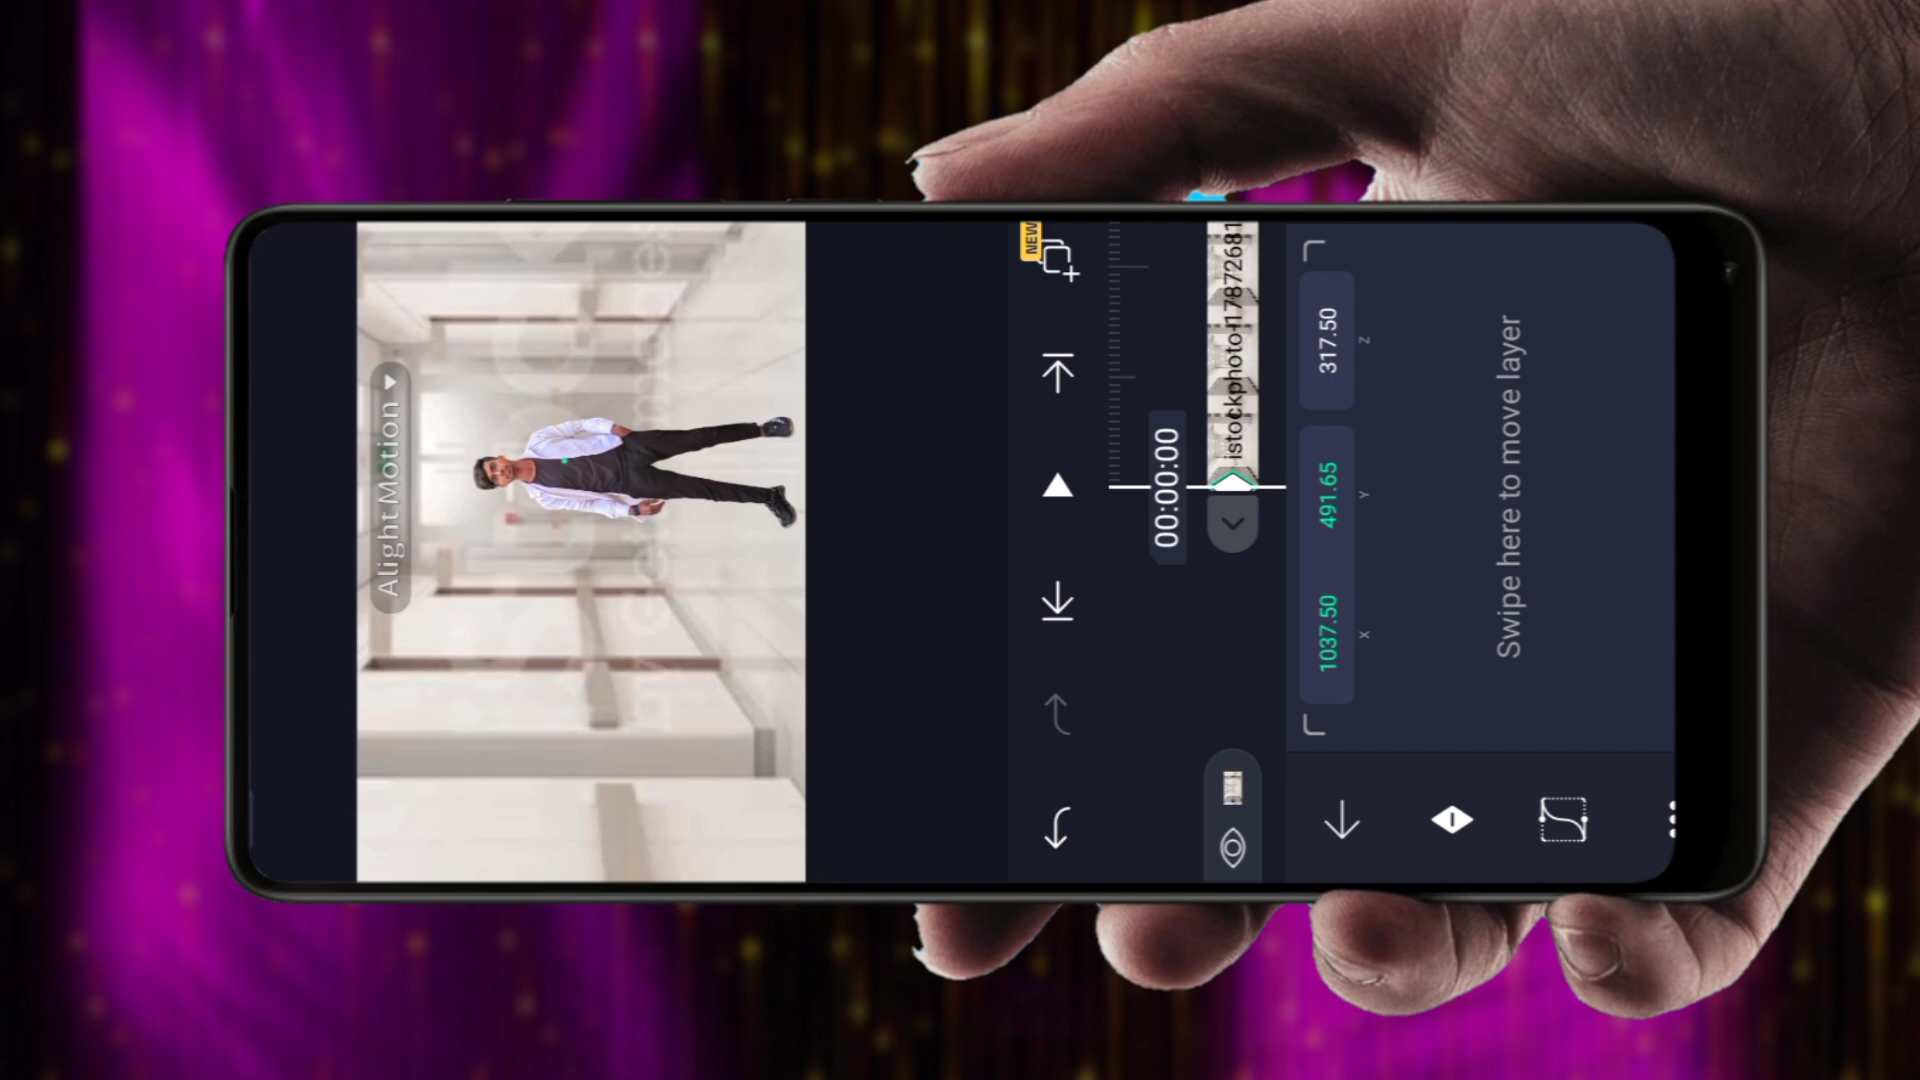 Alight Motion
NEW
00:00:00
istockphoto-17872681
1037.50
491.65
317.50
X
Y
Z
Swipe here to move layer